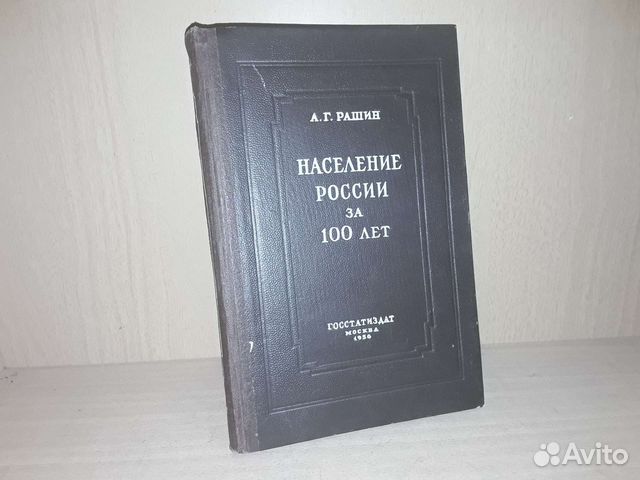 А. Г. РАШИН
НАСЕЛЕНИЕ
РОССИИ
ЗА
100 ЛЕТ
ГОССТАТИЗДАТ
МОСКВА
1956
Avito